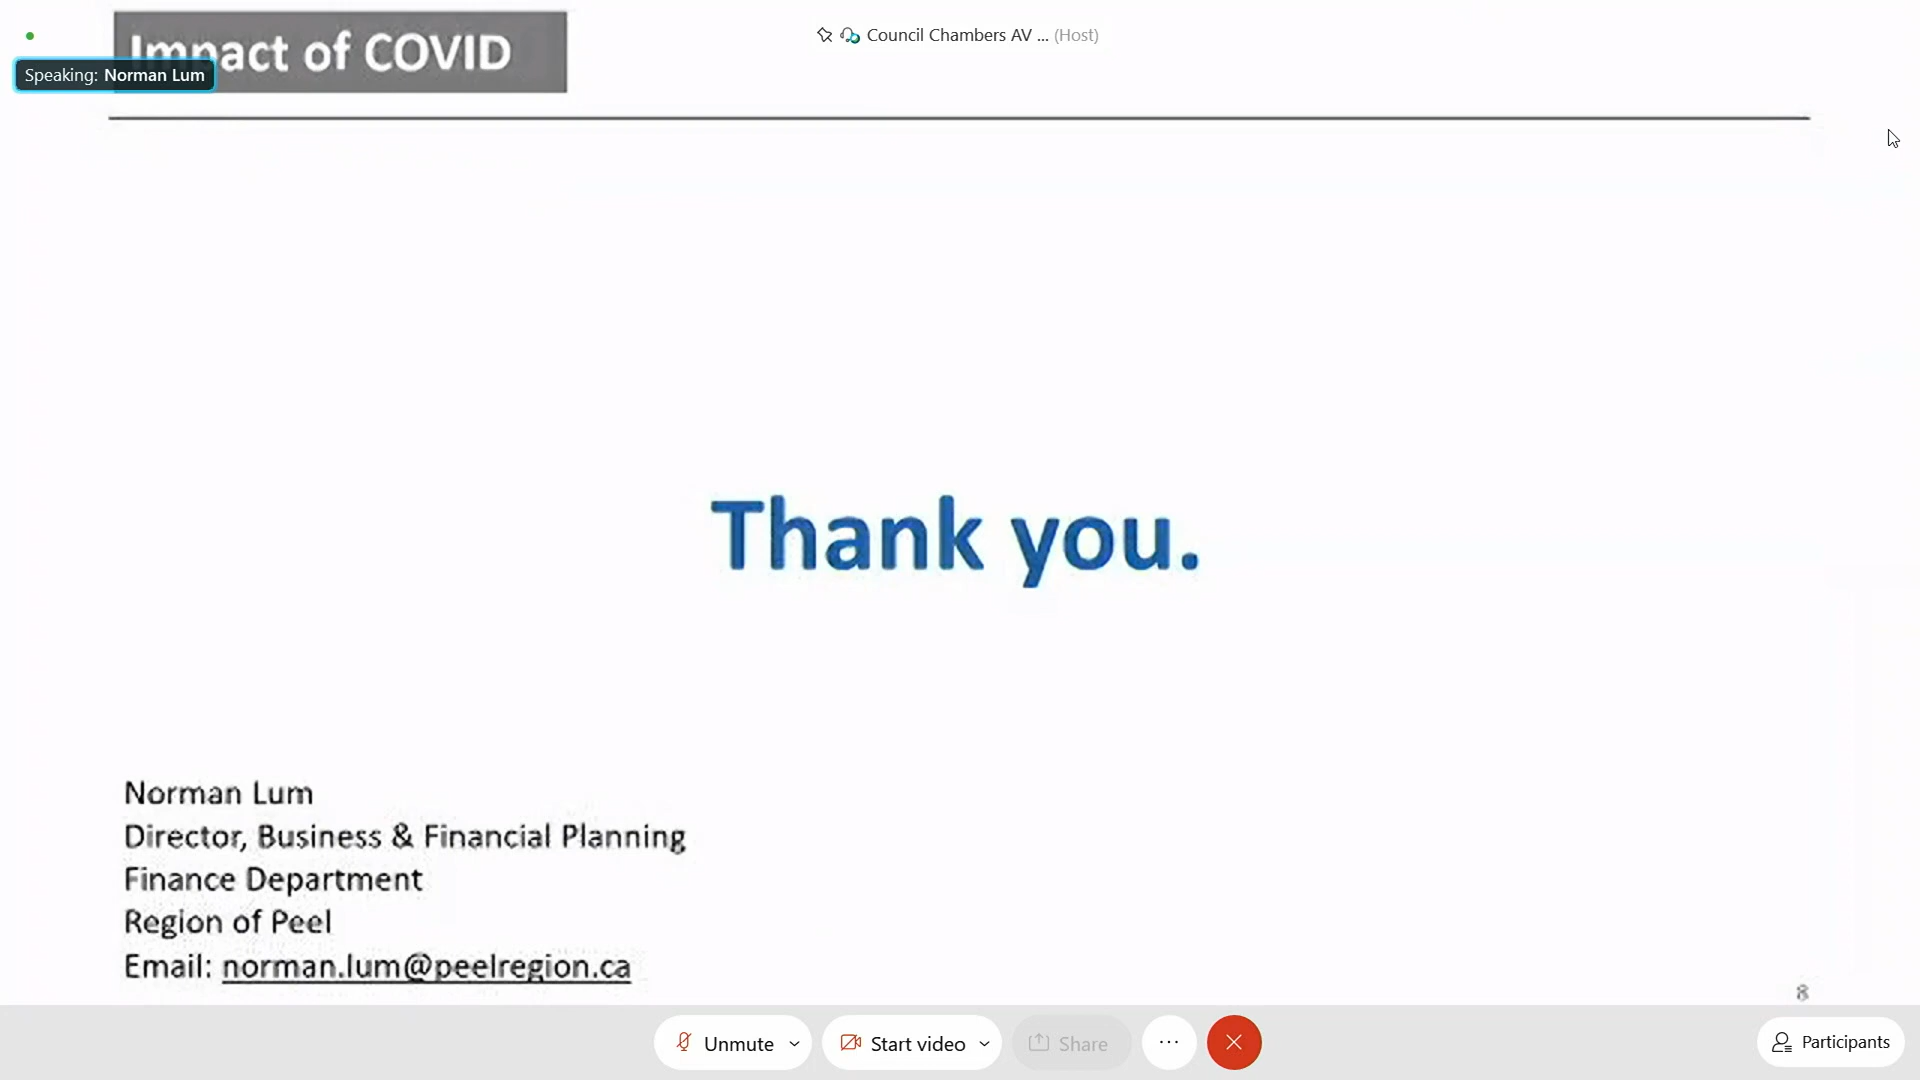 Impact of COVID
Council Chambers AV ... (Host)
Speaking: Norman Lum
Thank you.
Norman Lum
Director, Business & Financial Planning
Finance Department
Region of Peel
Email: norman.lum@peelregion.ca
8
Unmute
Start video
Share
...
Participants